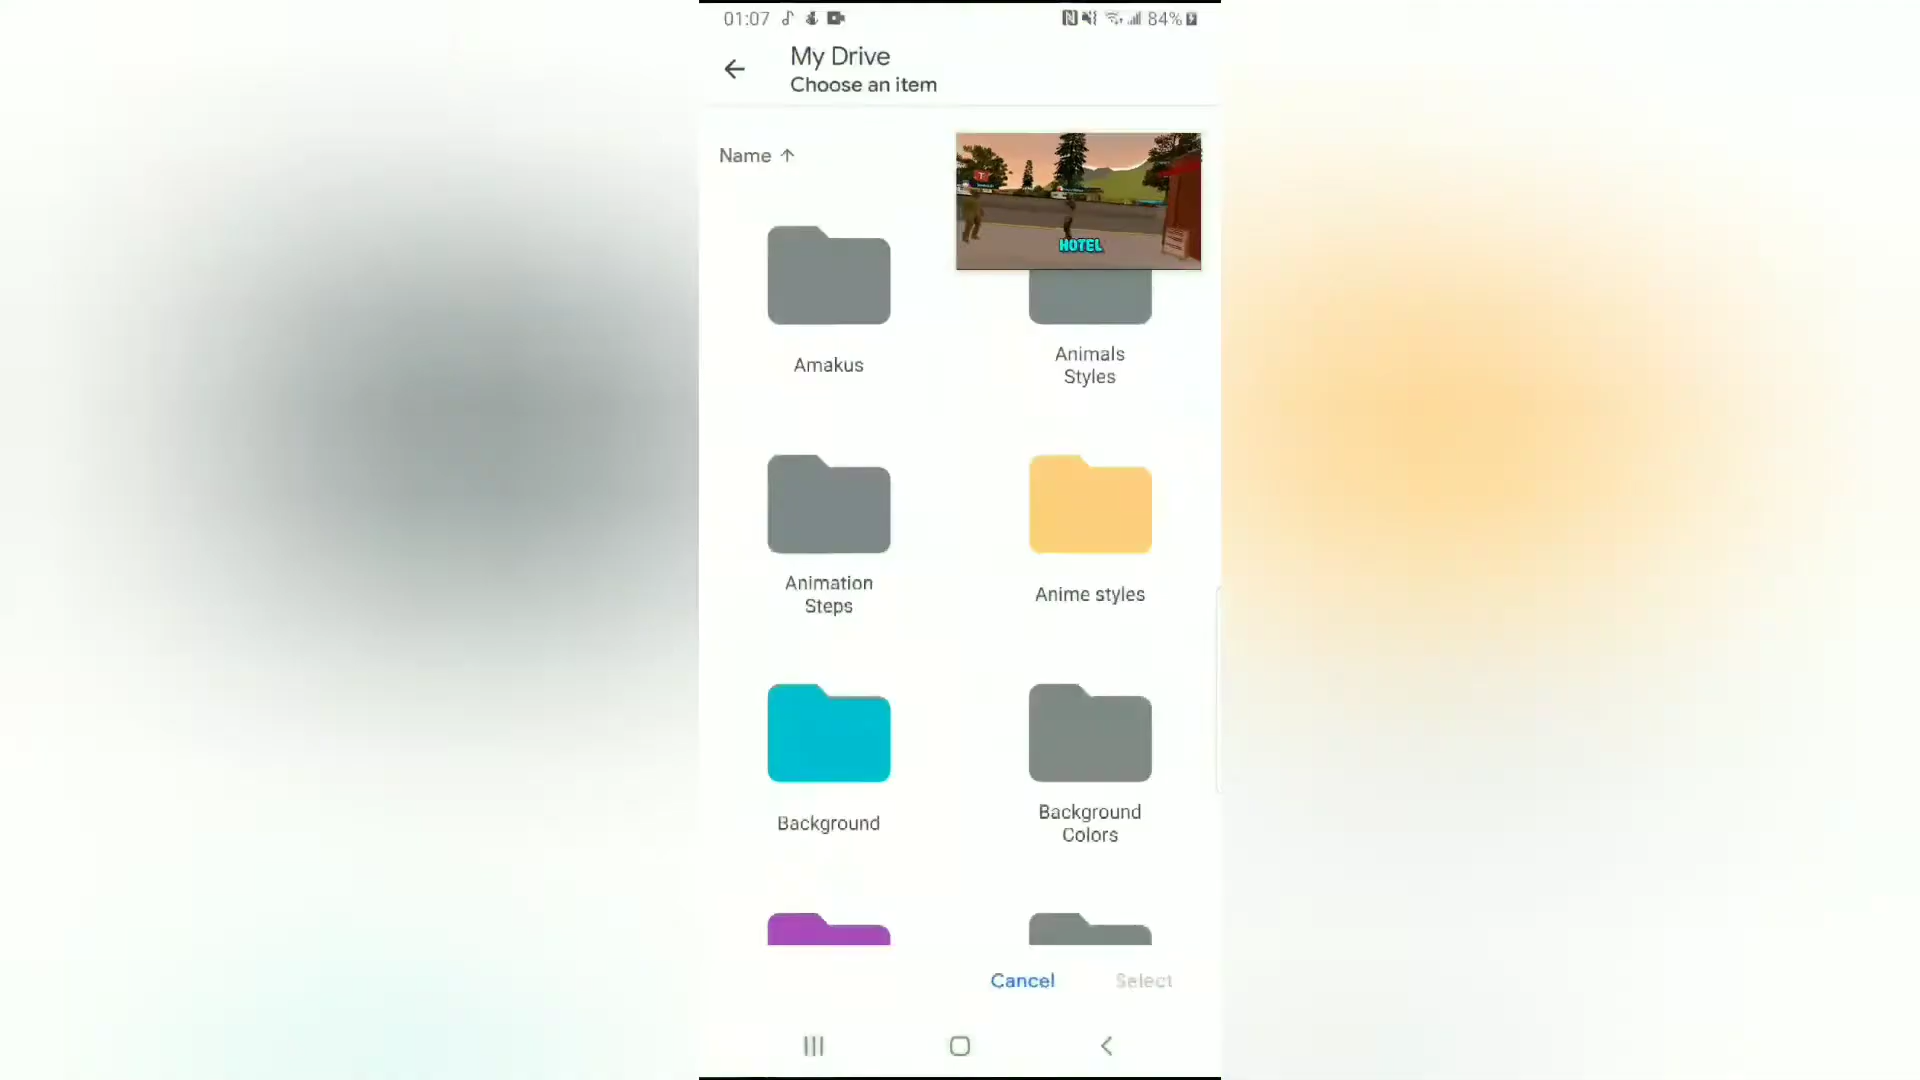 01:07
84%
My Drive
Choose an item
Name
HOTEL
Amakus
Animals
Styles
Animation
Steps
Anime styles
Background
Background
Colors
Cancel
Select